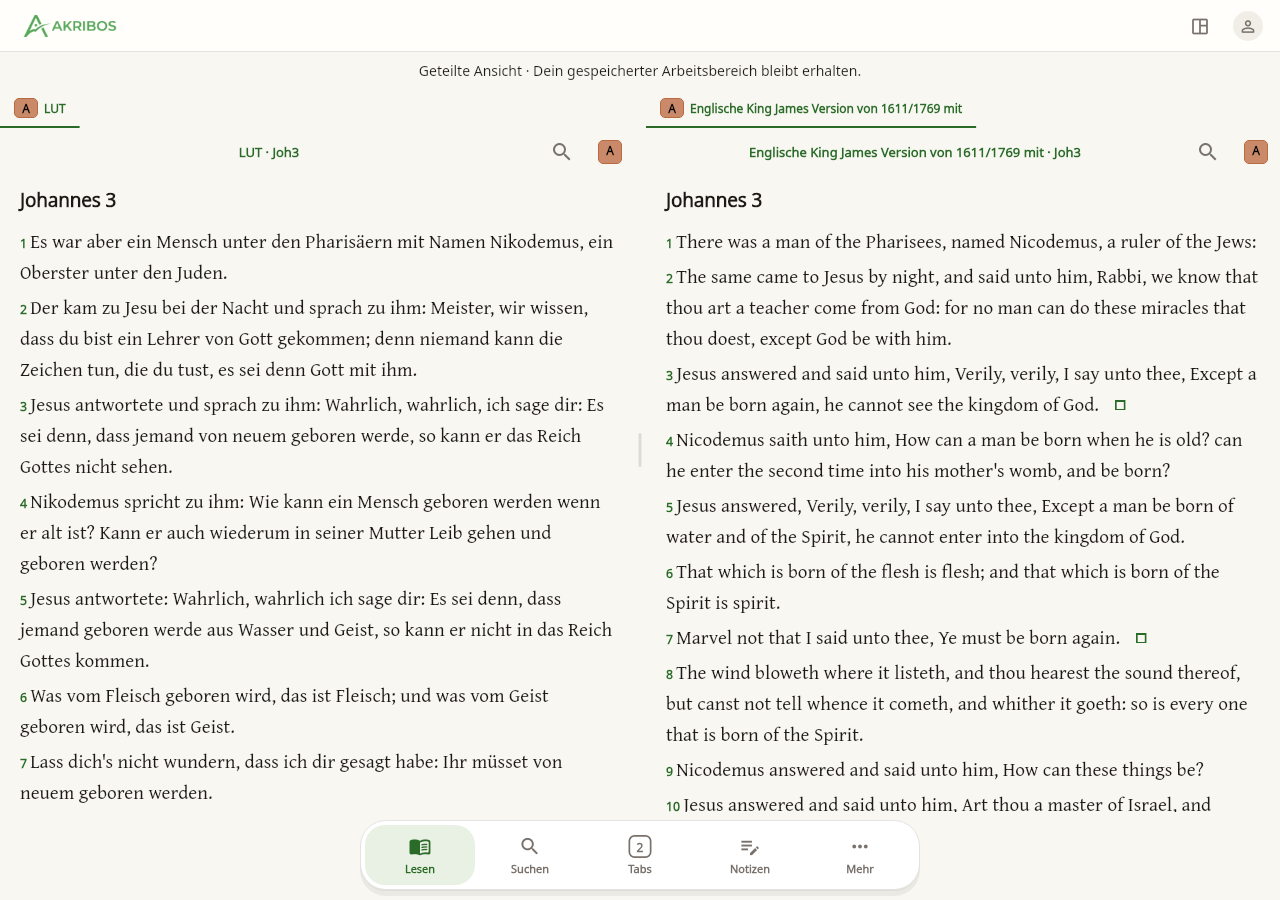 AKRIBOS
Geteilte Ansicht · Dein gespeicherter Arbeitsbereich bleibt erhalten.
A LUT
LUT · Joh3
A
Johannes 3
1 Es war aber ein Mensch unter den Pharisäern mit Namen Nikodemus, ein
Oberster unter den Juden.
2 Der kam zu Jesu bei der Nacht und sprach zu ihm: Meister, wir wissen,
dass du bist ein Lehrer von Gott gekommen; denn niemand kann die
Zeichen tun, die du tust, es sei denn Gott mit ihm.
3 Jesus antwortete und sprach zu ihm: Wahrlich, wahrlich, ich sage dir: Es
sei denn, dass jemand von neuem geboren werde, so kann er das Reich
Gottes nicht sehen.
4 Nikodemus spricht zu ihm: Wie kann ein Mensch geboren werden wenn
er alt ist? Kann er auch wiederum in seiner Mutter Leib gehen und
geboren werden?
5 Jesus antwortete: Wahrlich, wahrlich ich sage dir: Es sei denn, dass
jemand geboren werde aus Wasser und Geist, so kann er nicht in das Reich
Gottes kommen.
6 Was vom Fleisch geboren wird, das ist Fleisch; und was vom Geist
geboren wird, das ist Geist.
7 Lass dich's nicht wundern, dass ich dir gesagt habe: Ihr müsset von
neuem geboren werden.
A Englische King James Version von 1611/1769 mit
Englische King James Version von 1611/1769 mit · Joh3
A
Johannes 3
1 There was a man of the Pharisees, named Nicodemus, a ruler of the Jews:
2 The same came to Jesus by night, and said unto him, Rabbi, we know that
thou art a teacher come from God: for no man can do these miracles that
thou doest, except God be with him.
3 Jesus answered and said unto him, Verily, verily, I say unto thee, Except a
man be born again, he cannot see the kingdom of God.
4 Nicodemus saith unto him, How can a man be born when he is old? can
he enter the second time into his mother's womb, and be born?
5 Jesus answered, Verily, verily, I say unto thee, Except a man be born of
water and of the Spirit, he cannot enter into the kingdom of God.
6 That which is born of the flesh is flesh; and that which is born of the
Spirit is spirit.
7 Marvel not that I said unto thee, Ye must be born again.
8 The wind bloweth where it listeth, and thou hearest the sound thereof,
but canst not tell whence it cometh, and whither it goeth: so is every one
that is born of the Spirit.
9 Nicodemus answered and said unto him, How can these things be?
10 Jesus answered and said unto him, Art thou a master of Israel, and
Lesen
Suchen
2 Tabs
Notizen
Mehr